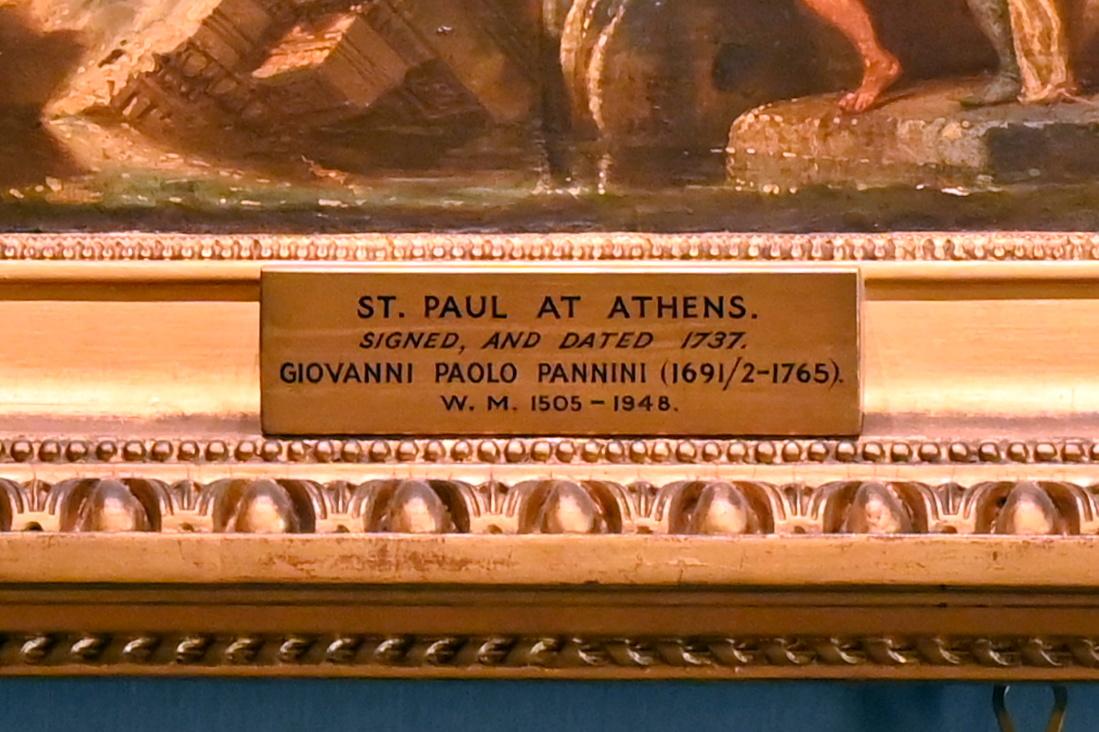 ST. PAUL AT ATHENS.
SIGNED, AND DATED 1737.
GIOVANNI PAOLO PANNINI (1691/2-1765).
W. M. 1505-1948.